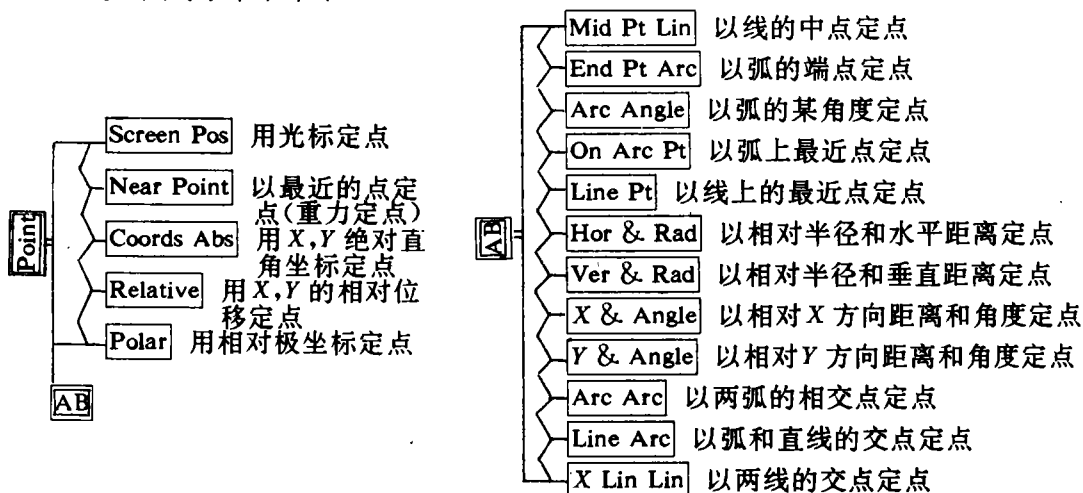 Point
Screen Pos 用光标定点
Near Point 以最近的点定
点(重力定点)
Coords Abs 用X,Y 绝对直
角坐标定点
Relative 用X,Y 的相对位
移定点
Polar 用相对极坐标定点
AB
AB
Mid Pt Lin 以线的中点定点
End Pt Arc 以弧的端点定点
Arc Angle 以弧的某角度定点
On Arc Pt 以弧上最近点定点
Line Pt 以线上的最近点定点
Hor & Rad 以相对半径和水平距离定点
Ver & Rad 以相对半径和垂直距离定点
X & Angle 以相对X 方向距离和角度定点
Y & Angle 以相对Y 方向距离和角度定点
Arc Arc 以两弧的相交点定点
Line Arc 以弧和直线的交点定点
X Lin Lin 以两线的交点定点